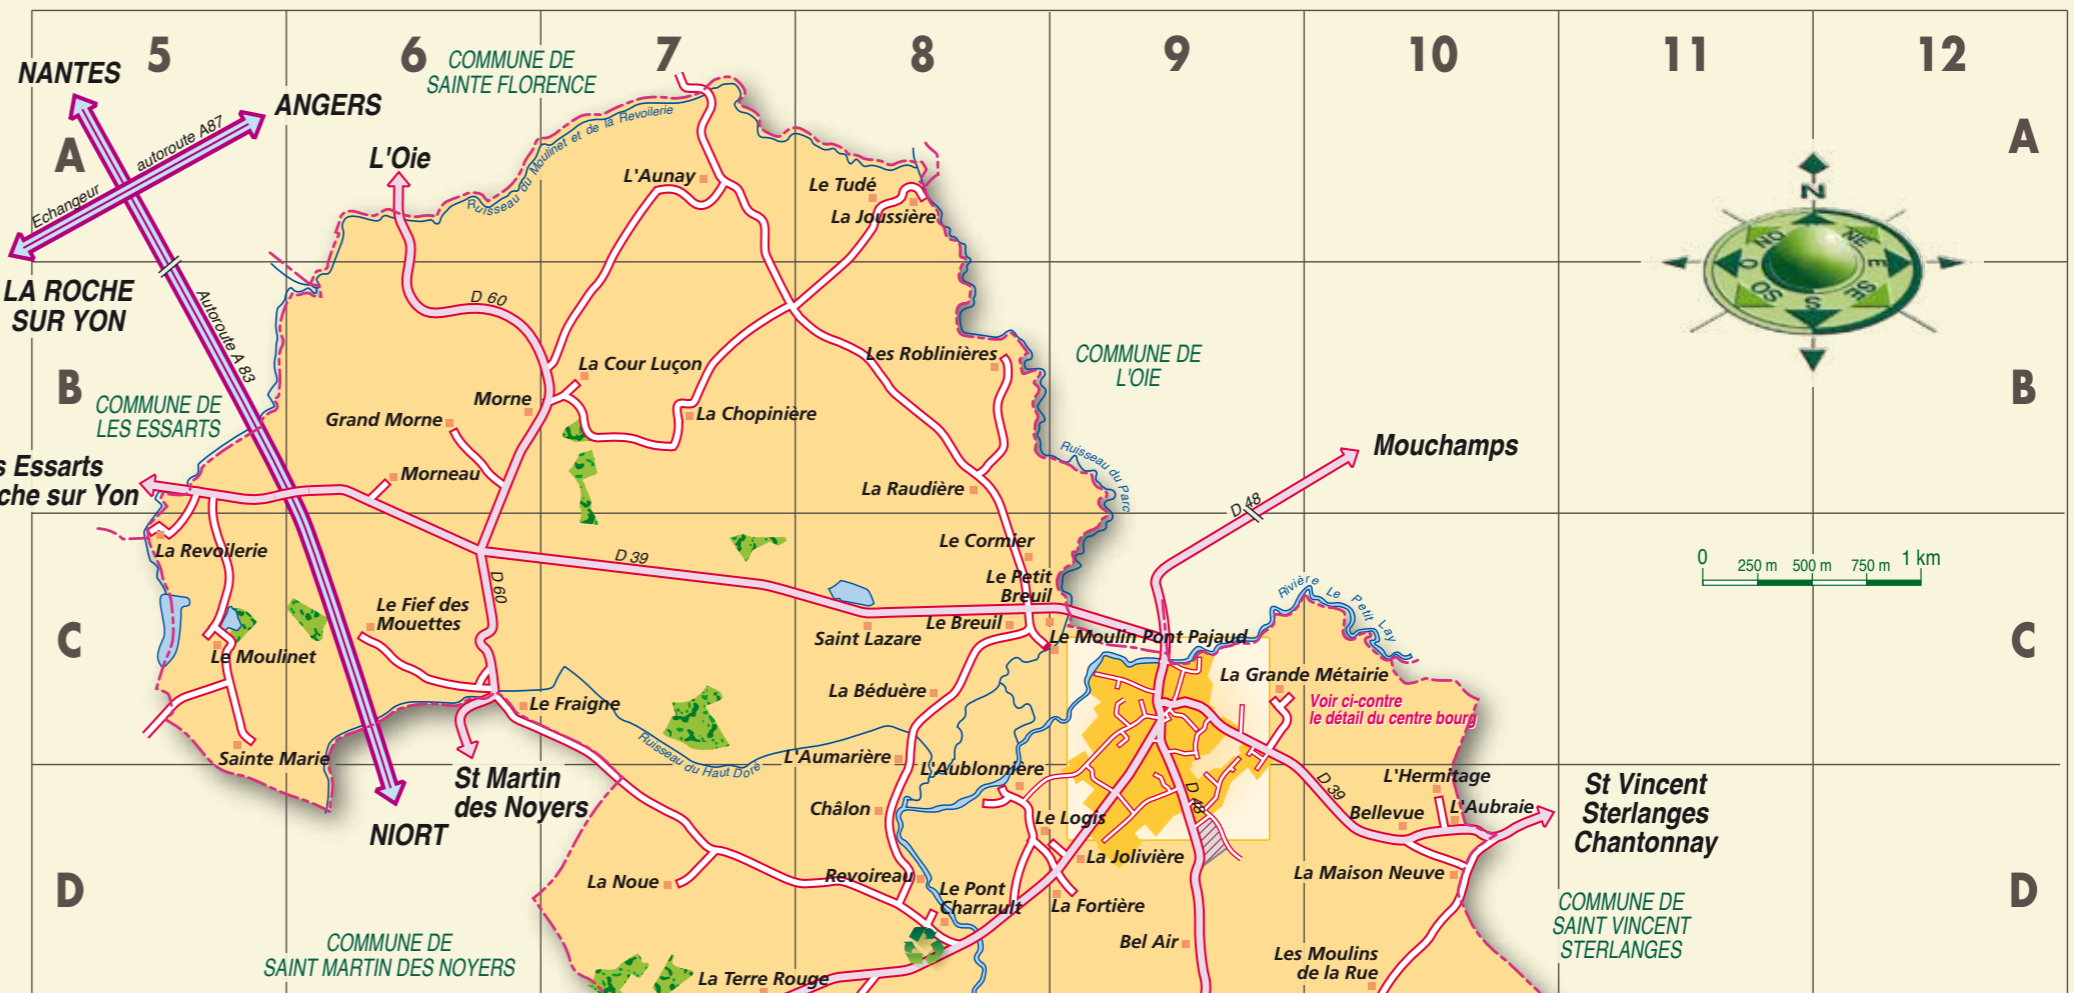 5
6
7
8
9
10
11
12
A
A
B
B
C
C
D
D
NANTES
ANGERS
autoroute A87
Echangeur
LA ROCHE
SUR YON
Autoroute A 83
COMMUNE DE
SAINTE FLORENCE
L'Oie
Ruisseau du Moulinet et de la Revoilerie
L'Aunay
Le Tudé
La Joussière
N
NE
E
SE
S
SO
O
NO
D 60
COMMUNE DE
LES ESSARTS
COMMUNE DE
L'OIE
La Cour Luçon
Les Roblinières
Morne
Grand Morne
La Chopinière
Morneau
La Raudière
Ruisseau du Parc
Mouchamps
D 48
s Essarts
che sur Yon
La Revoilerie
D 39
D 60
Le Cormier
Le Petit
Breuil
Le Breuil
Saint Lazare
Le Fief des
Mouettes
Le Moulinet
Le Moulin Pont Pajaud
Rivière Le Petit Lay
0
250 m
500 m
750 m
1 km
La Grande Métairie
Voir ci-contre
le détail du centre bourg
La Béduère
Le Fraigne
Ruisseau du Haut Doré
Sainte Marie
L'Aumarière
L'Aublonnière
St Martin
des Noyers
NIORT
Châlon
Le Logis
D 48
D 39
L'Hermitage
Bellevue
L'Aubraie
St Vincent
Sterlanges
Chantonnay
La Jolivière
La Maison Neuve
La Noue
Revoireau
Le Pont
Charrault
La Fortière
Bel Air
Les Moulins
de la Rue
COMMUNE DE
SAINT VINCENT
STERLANGES
COMMUNE DE
SAINT MARTIN DES NOYERS
La Terre Rouge